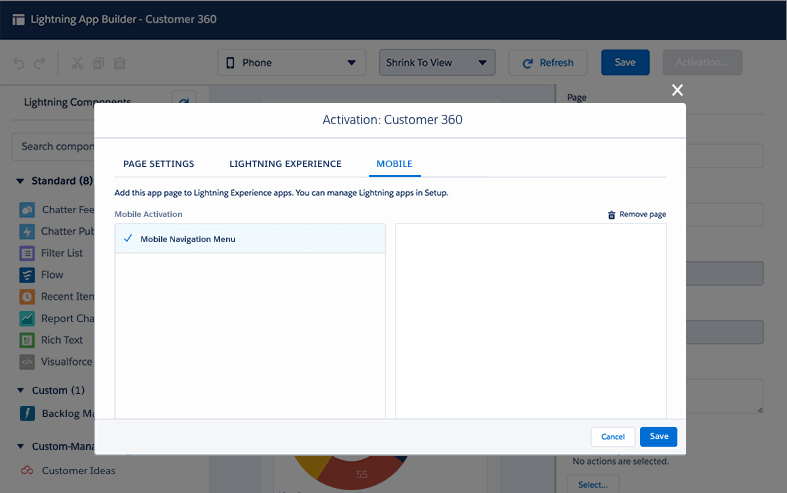 Lightning App Builder - Customer 360
Phone
Shrink To View
Refresh
Save
Activation...
Lightning Components
Page
Search compon
Activation: Customer 360
PAGE SETTINGS
LIGHTNING EXPERIENCE
MOBILE
Add this app page to Lightning Experience apps. You can manage Lightning apps in Setup.
Mobile Activation
Remove page
Mobile Navigation Menu
Standard (8)
Chatter Fee
Chatter Pub
Filter List
Flow
Recent Item
Report Cha
Rich Text
Visualforce
Custom (1)
Backlog Ma
Custom-Mana
Customer Ideas
Cancel
Save
55
No actions are selected.
Select...